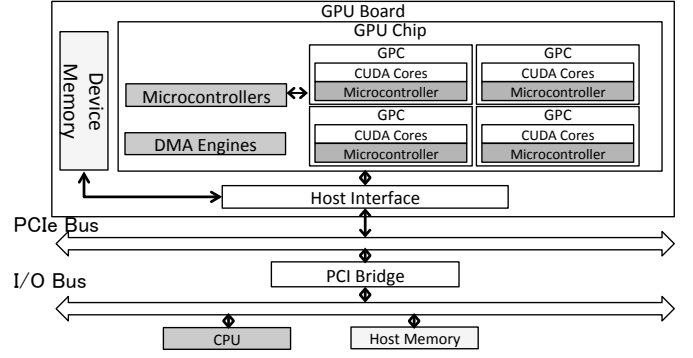 GPU Board
GPU Chip
Device
Memory
Microcontrollers
DMA Engines
GPC
CUDA Cores
Microcontroller
GPC
CUDA Cores
Microcontroller
GPC
CUDA Cores
Microcontroller
GPC
CUDA Cores
Microcontroller
Host Interface
PCIe Bus
PCI Bridge
I/O Bus
CPU
Host Memory